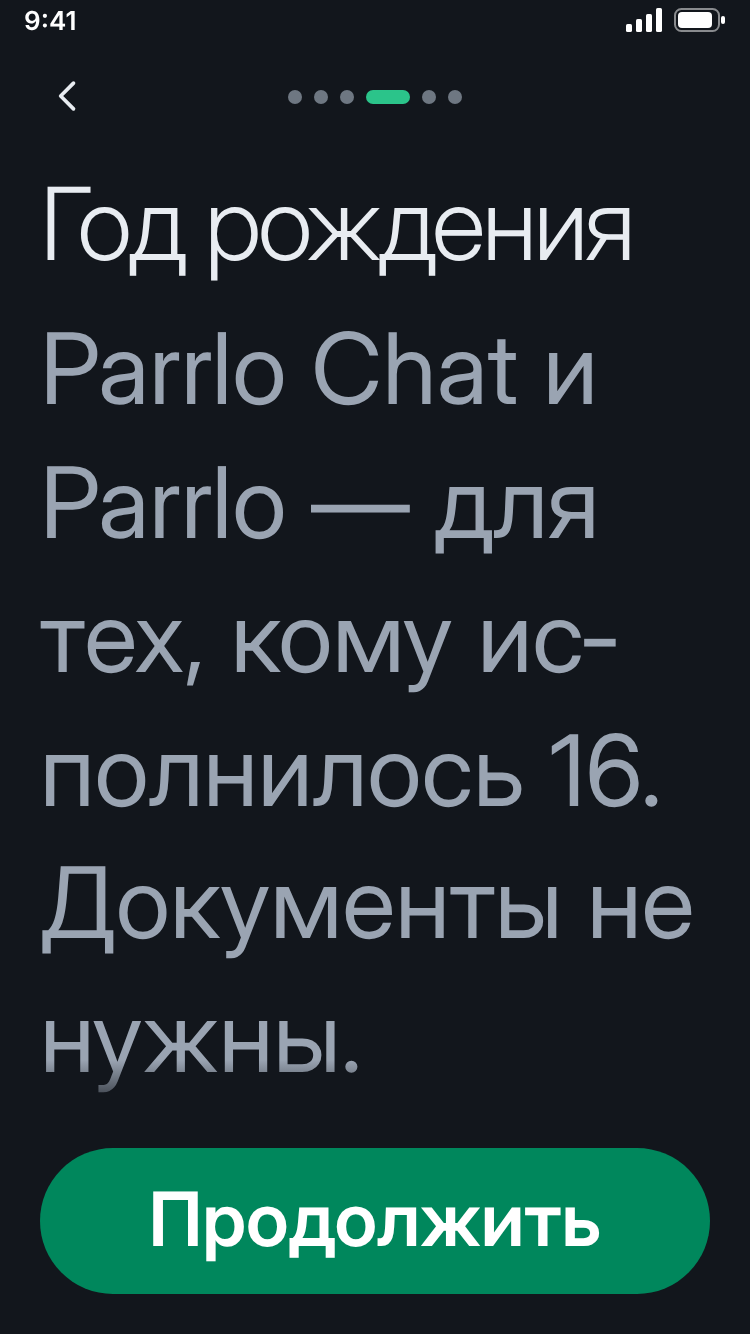 9:41
Год рождения
Parrlo Chat и
Parrlo — для
тех, кому ис-
полнилось 16.
Документы не
нужны.
Продолжить